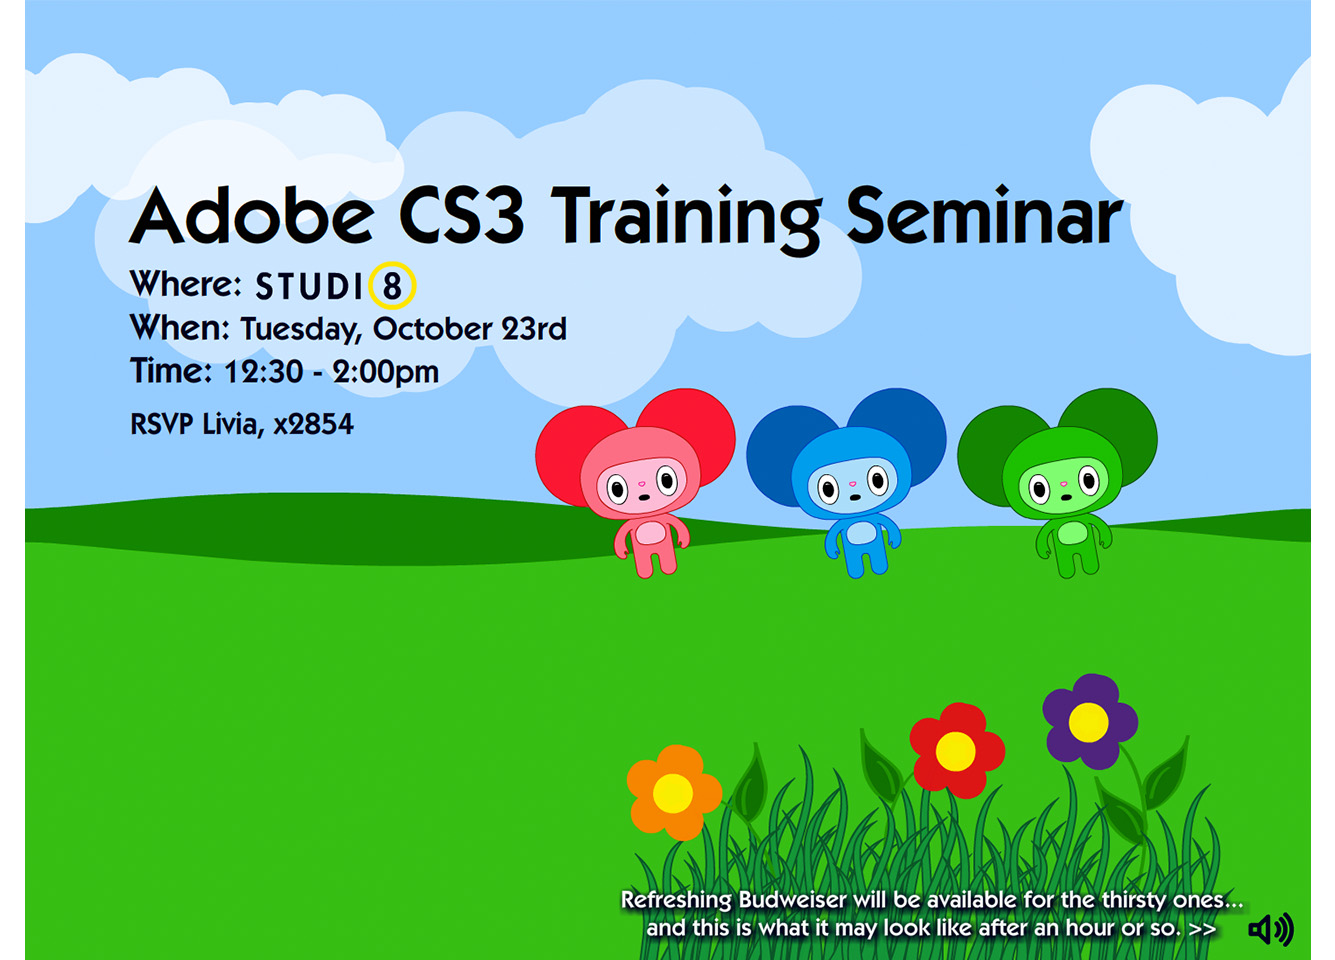 Adobe CS3 Training Seminar
Where: STUDI8
When: Tuesday, October 23rd
Time: 12:30 - 2:00pm
RSVP Livia, x2854
Refreshing Budweiser will be available for the thirsty ones...
and this is what it may look like after an hour or so. >>